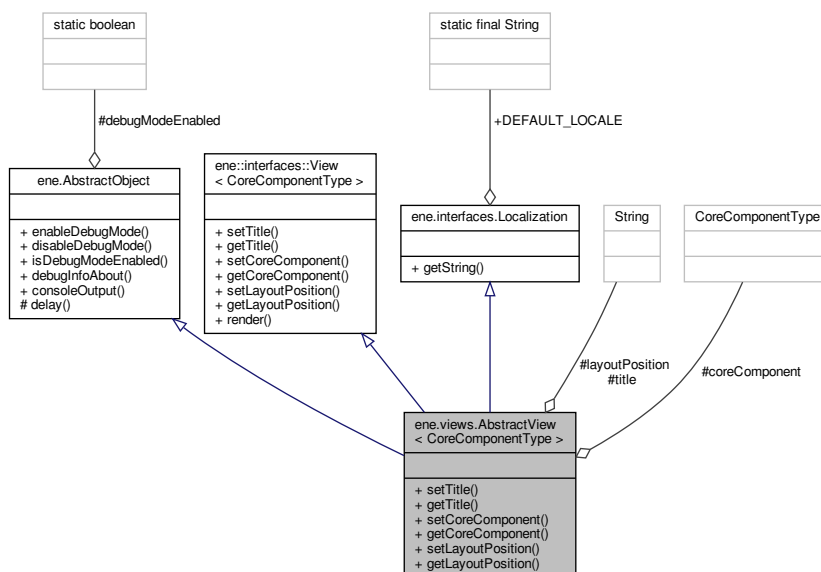 static boolean
static final String
#debugModeEnabled
+DEFAULT_LOCALE
ene.AbstractObject
+ enableDebugMode()
+ disableDebugMode()
+ isDebugModeEnabled()
+ debugInfoAbout()
+ consoleOutput()
# delay()
ene::interfaces::View
< CoreComponentType >
+ setTitle()
+ getTitle()
+ setCoreComponent()
+ getCoreComponent()
+ setLayoutPosition()
+ getLayoutPosition()
+ render()
ene.interfaces.Localization
+ getString()
String
CoreComponentType
#layoutPosition
#title
#coreComponent
ene.views.AbstractView
< CoreComponentType >
+ setTitle()
+ getTitle()
+ setCoreComponent()
+ getCoreComponent()
+ setLayoutPosition()
+ getLayoutPosition()